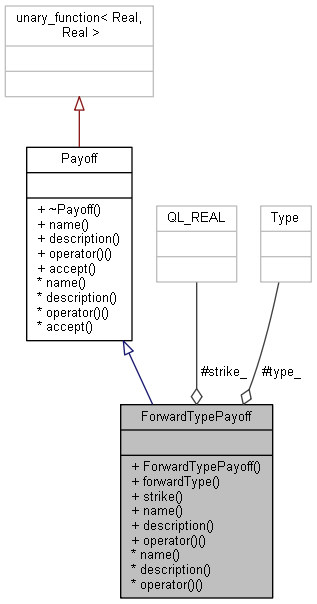 unary_function< Real,
Real >
Payoff
+ ~Payoff()
+ name()
+ description()
+ operator()()
+ accept()
* name()
* description()
* operator()()
* accept()
QL_REAL
Type
#strike_
#type_
ForwardTypePayoff
+ ForwardTypePayoff()
+ forwardType()
+ strike()
+ name()
+ description()
+ operator()()
* name()
* description()
* operator()()